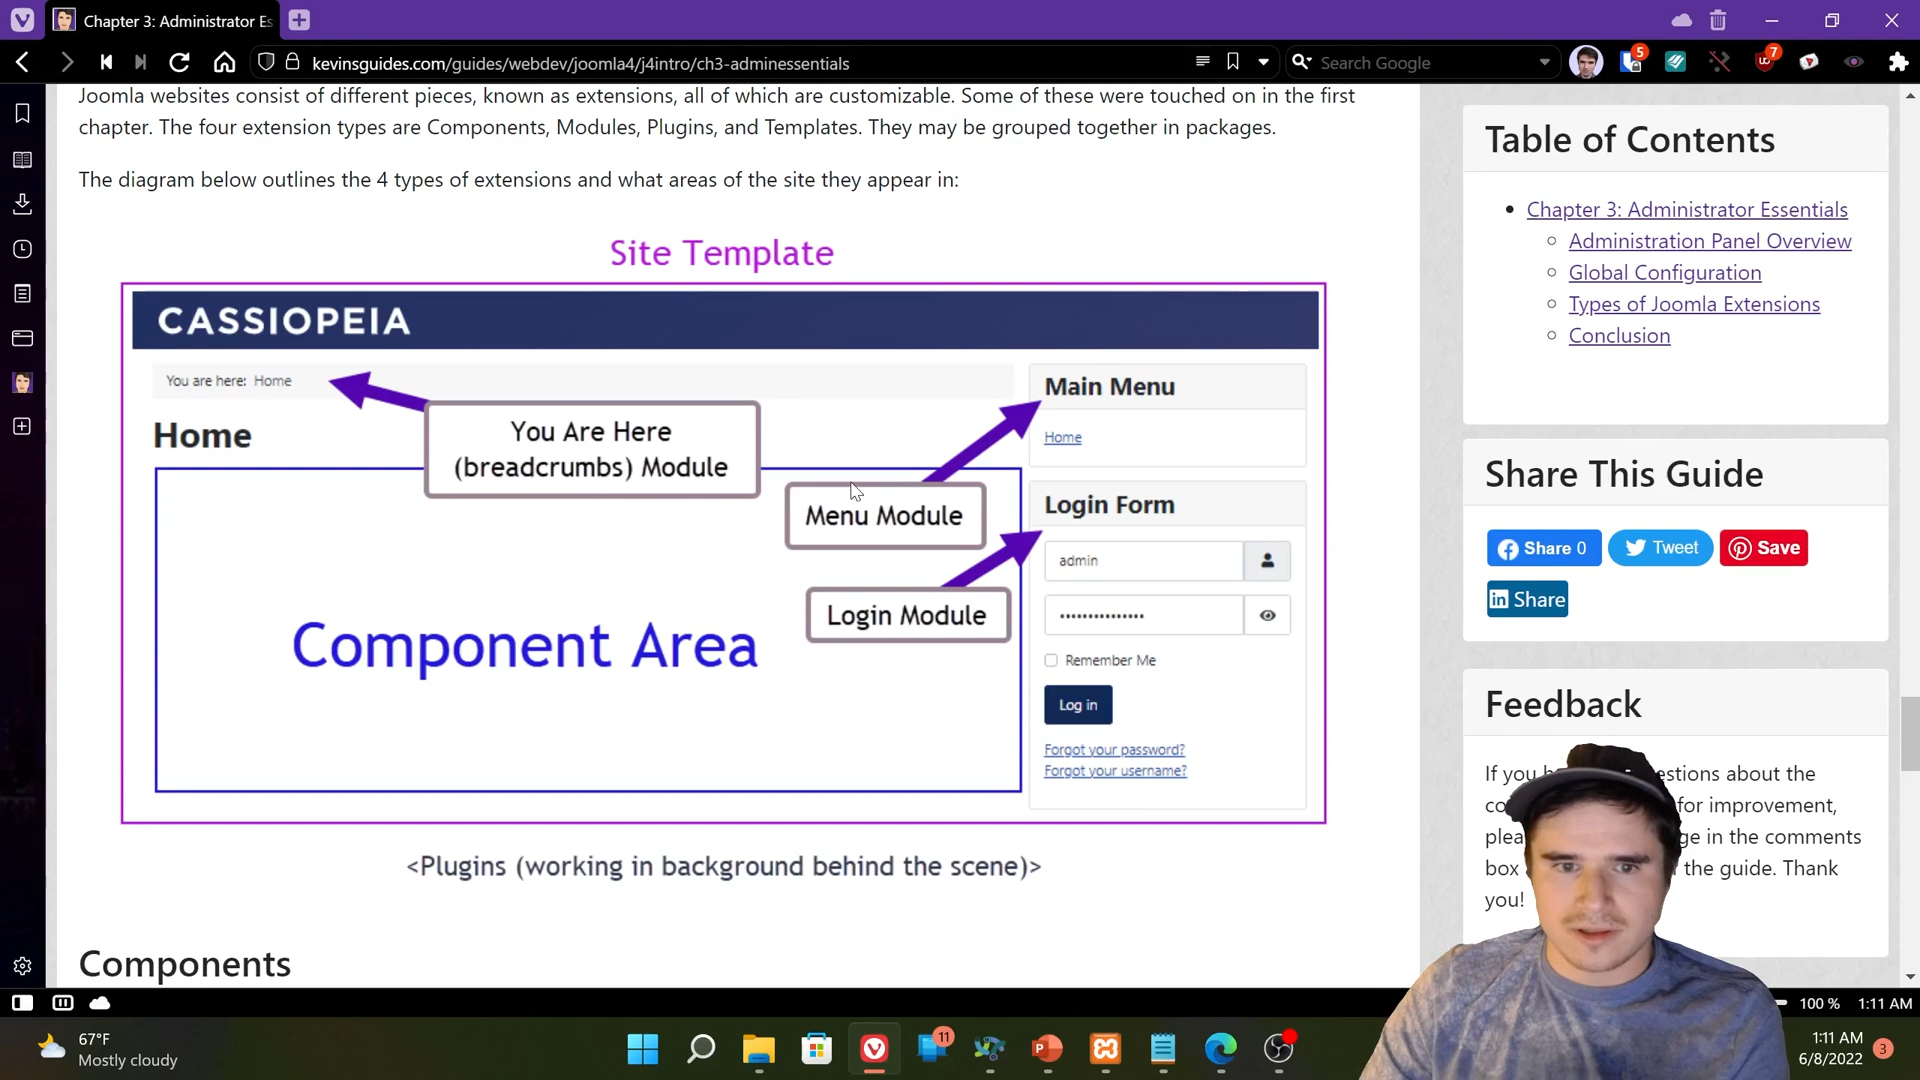 Chapter 3: Administrator Es
kevinsguides.com/guides/webdev/joomla4/j4intro/ch3-adminessentials
Search Google
5
7
Joomla websites consist of different pieces, known as extensions, all of which are customizable. Some of these were touched on in the first
chapter. The four extension types are Components, Modules, Plugins, and Templates. They may be grouped together in packages.
The diagram below outlines the 4 types of extensions and what areas of the site they appear in:
Site Template
CASSIOPEIA
You are here: Home
Home
You Are Here
(breadcrumbs) Module
Main Menu
Home
Menu Module
Login Form
admin
Login Module
Component Area
Remember Me
Log in
Forgot your password?
Forgot your username?
<Plugins (working in background behind the scene)>
Components
Table of Contents
Chapter 3: Administrator Essentials
Administration Panel Overview
Global Configuration
Types of Joomla Extensions
Conclusion
Share This Guide
Share 0
Tweet
Save
in Share
Feedback
If you estions about the
for improvement,
ge in the comments
box the guide. Thank
you!
100 %
1:11 AM
67°F
Mostly cloudy
11
1:11 AM
6/8/2022
3